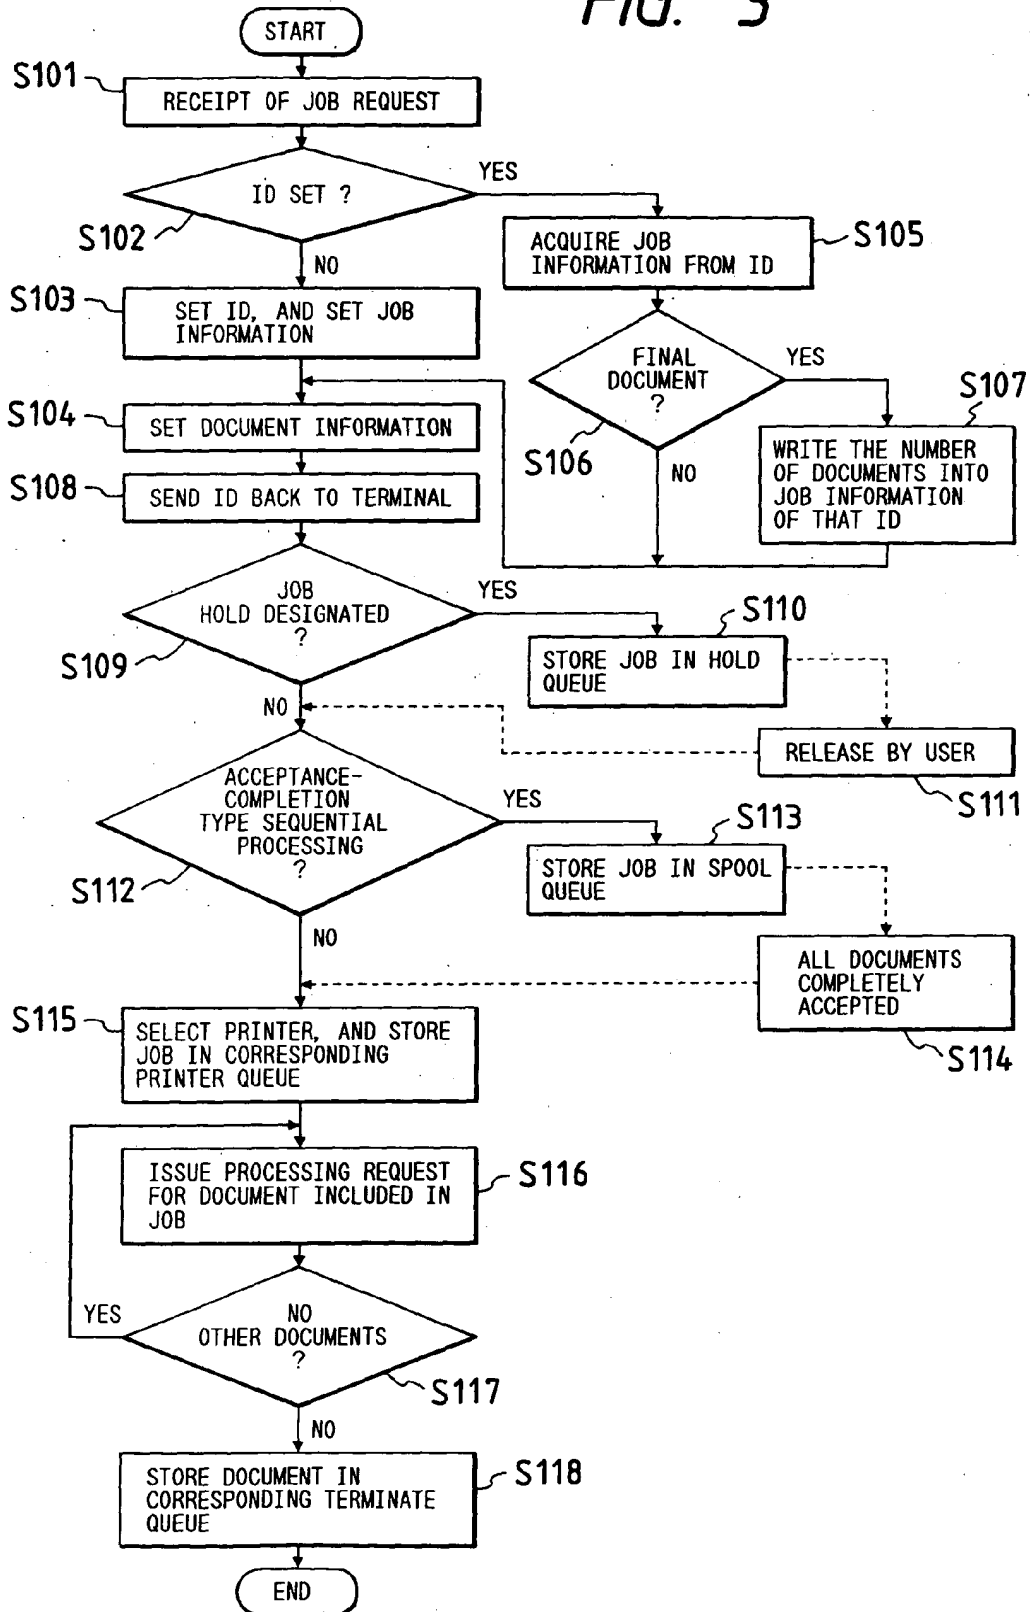 FIG. 3
START
S101
RECEIPT OF JOB REQUEST
ID SET ?
YES
S102
NO
S105
ACQUIRE JOB
INFORMATION FROM ID
S103
SET ID, AND SET JOB
INFORMATION
FINAL
DOCUMENT
?
YES
S106
NO
S107
WRITE THE NUMBER
OF DOCUMENTS INTO
JOB INFORMATION
OF THAT ID
S104
SET DOCUMENT INFORMATION
S108
SEND ID BACK TO TERMINAL
JOB
HOLD DESIGNATED
?
YES
S109
NO
S110
STORE JOB IN HOLD
QUEUE
RELEASE BY USER
S111
ACCEPTANCE-
COMPLETION
TYPE SEQUENTIAL
PROCESSING
?
YES
S112
NO
S113
STORE JOB IN SPOOL
QUEUE
ALL DOCUMENTS
COMPLETELY
ACCEPTED
S114
S115
SELECT PRINTER, AND STORE
JOB IN CORRESPONDING
PRINTER QUEUE
ISSUE PROCESSING REQUEST
FOR DOCUMENT INCLUDED IN
JOB
S116
YES
NO
OTHER DOCUMENTS
?
S117
NO
STORE DOCUMENT IN
CORRESPONDING TERMINATE
QUEUE
S118
END